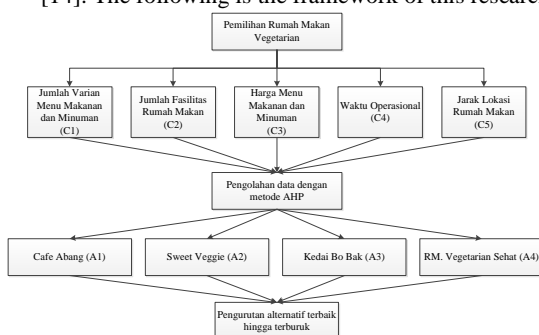 [14]. The following is the framework of this research
Pemilihan Rumah Makan
Vegetarian
Jumlah Varian
Menu Makanan
dan Minuman
(C1)
Jumlah Fasilitas
Rumah Makan
(C2)
Harga Menu
Makanan dan
Minuman
(C3)
Waktu
Operasional (C4)
Jarak Lokasi
Rumah Makan
(C5)
Pengolahan data dengan
metode AHP
Cafe Abang (A1)
Sweet Veggie (A2)
Kedai Bo Bak (A3)
RM. Vegetarian Sehat (A4)
Pengurutan alternatif terbaik
hingga terburuk